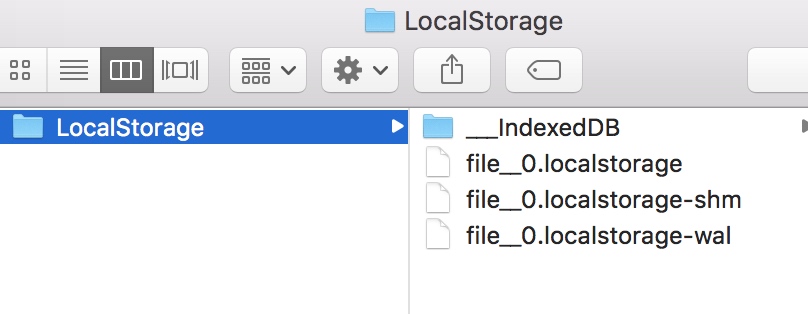 LocalStorage
LocalStorage
___IndexedDB
file__0.localstorage
file__0.localstorage-shm
file__0.localstorage-wal